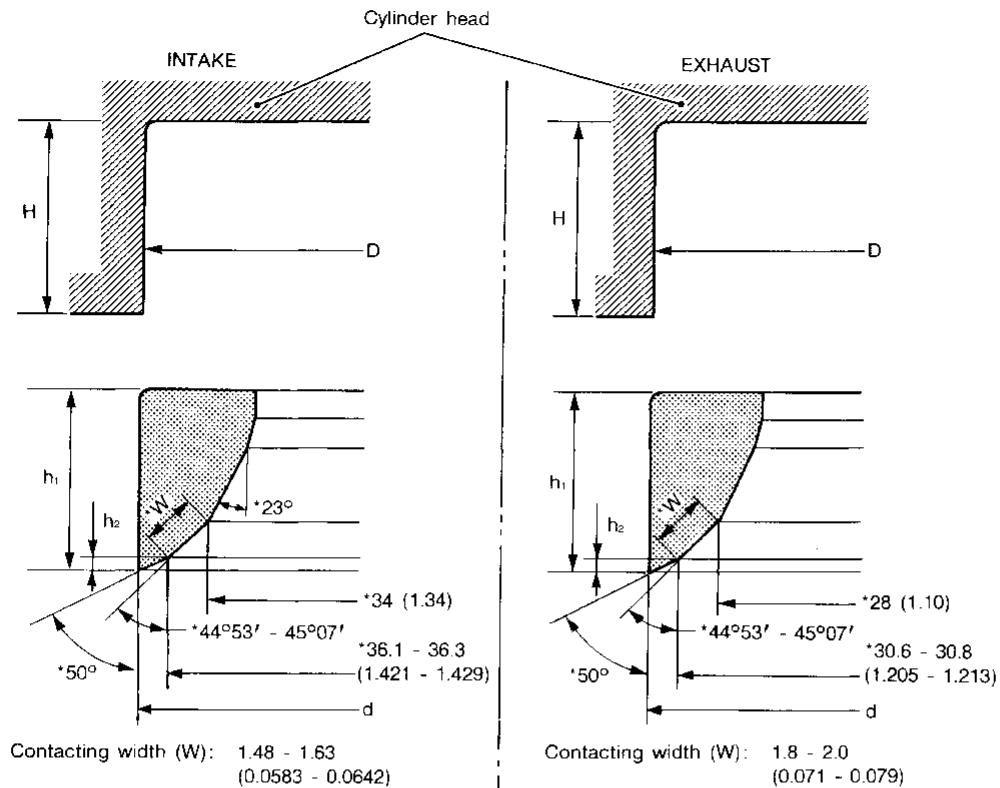 Cylinder head
INTAKE
EXHAUST
H
D
H
D
h₁
h₂
*W
*23°
*34 (1.34)
*44°53′ - 45°07′
*36.1 - 36.3
(1.421 - 1.429)
*50°
d
Contacting width (W): 1.48 - 1.63
(0.0583 - 0.0642)
h₁
h₂
*W
*28 (1.10)
*44°53′ - 45°07′
*30.6 - 30.8
(1.205 - 1.213)
*50°
d
Contacting width (W): 1.8 - 2.0
(0.071 - 0.079)